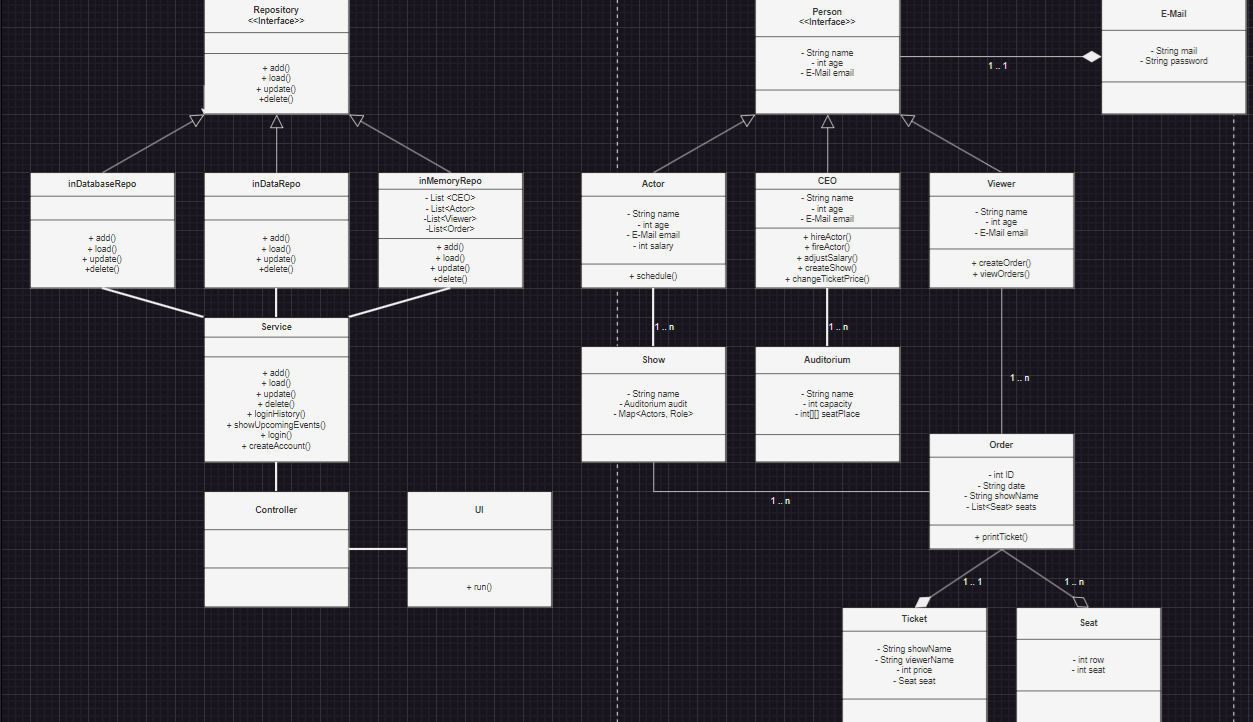 Repository
<<Interface>>
+ add()
+ load()
+ update()
+delete()
Person
<<Interface>>
- String name
- int age
- E-Mail email
E-Mail
- String mail
- String password
1 .. 1
inDatabaseRepo
+ add()
+ load()
+ update()
+delete()
inDataRepo
+ add()
+ load()
+ update()
+delete()
inMemoryRepo
- List <CEO>
- List<Actor>
-List<Viewer>
-List<Order>
+ add()
+ load()
+ update()
+delete()
Actor
- String name
- int age
- E-Mail email
- int salary
+ schedule()
CEO
- String name
- int age
- E-Mail email
+ hireActor()
+ fireActor()
+ adjustSalary()
+ createShow()
+ changeTicketPrice()
Viewer
- String name
- int age
- E-Mail email
+ createOrder()
+ viewOrders()
1 .. n
1 .. n
1 .. n
Service
+ add()
+ load()
+ update()
+ delete()
+ loginHistory()
+ showUpcomingEvents()
+ login()
+ createAccount()
Show
- String name
- Auditorium audit
- Map<Actors, Role>
Auditorium
- String name
- int capacity
- int[][] seatPlace
Order
- int ID
- String date
- String showName
- List<Seat> seats
+ printTicket()
1 .. n
Controller
UI
+ run()
1 .. 1
1 .. n
Ticket
- String showName
- String viewerName
- int price
- Seat seat
Seat
- int row
- int seat